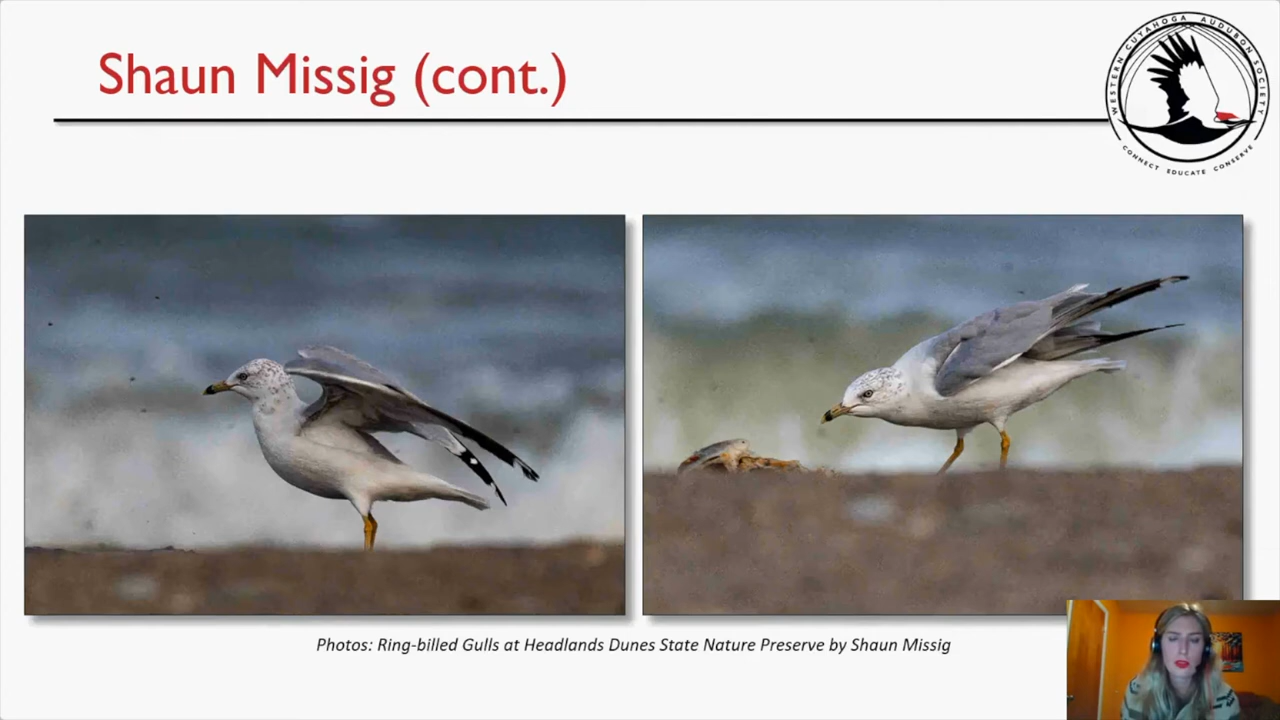 Shaun Missig (cont.)
WESTERN CUYAHOGA AUDUBON SOCIETY
CONNECT EDUCATE CONSERVE
Photos: Ring-billed Gulls at Headlands Dunes State Nature Preserve by Shaun Missig